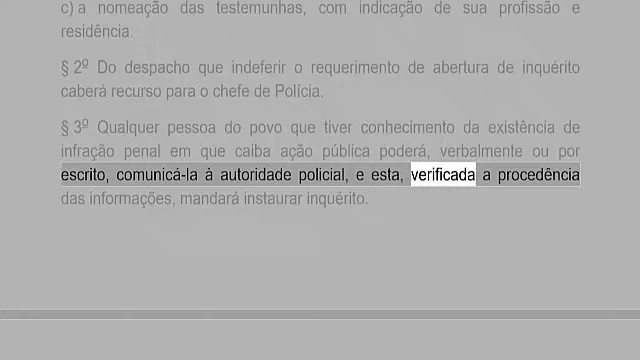 c) a nomeação das testemunhas, com indicação de sua profissão e
residência.
§ 2º Do despacho que indeferir o requerimento de abertura de inquérito
caberá recurso para o chefe de Polícia.
§ 3º Qualquer pessoa do povo que tiver conhecimento da existência de
infração penal em que caiba ação pública poderá, verbalmente ou por
escrito, comunicá-la à autoridade policial, e esta, verificada a procedência
das informações, mandará instaurar inquérito.